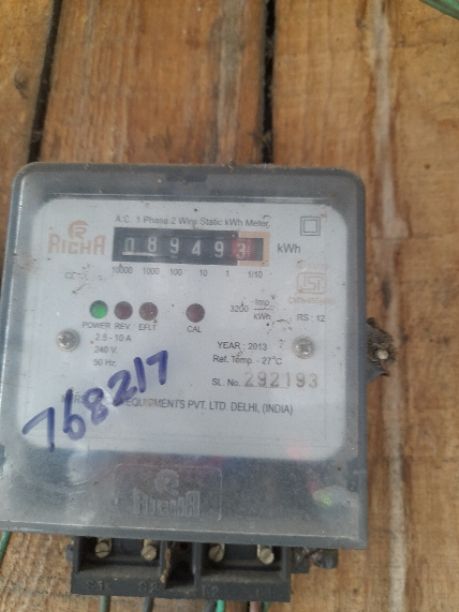 A.C. 1 Phase 2 Wire Static kWh Meter
RICHA
089493 kWh
10000 1000 100 10 1 1/10
3200 Imp/kWh
RS : 12
POWER REV EFLT CAL
2.5 - 10 A
240 V.
50 Hz.
YEAR : 2013
Ref. Temp. - 27°C
SL. No. 292193
768217
EQUIPMENTS PVT. LTD. DELHI, (INDIA)
RICHA